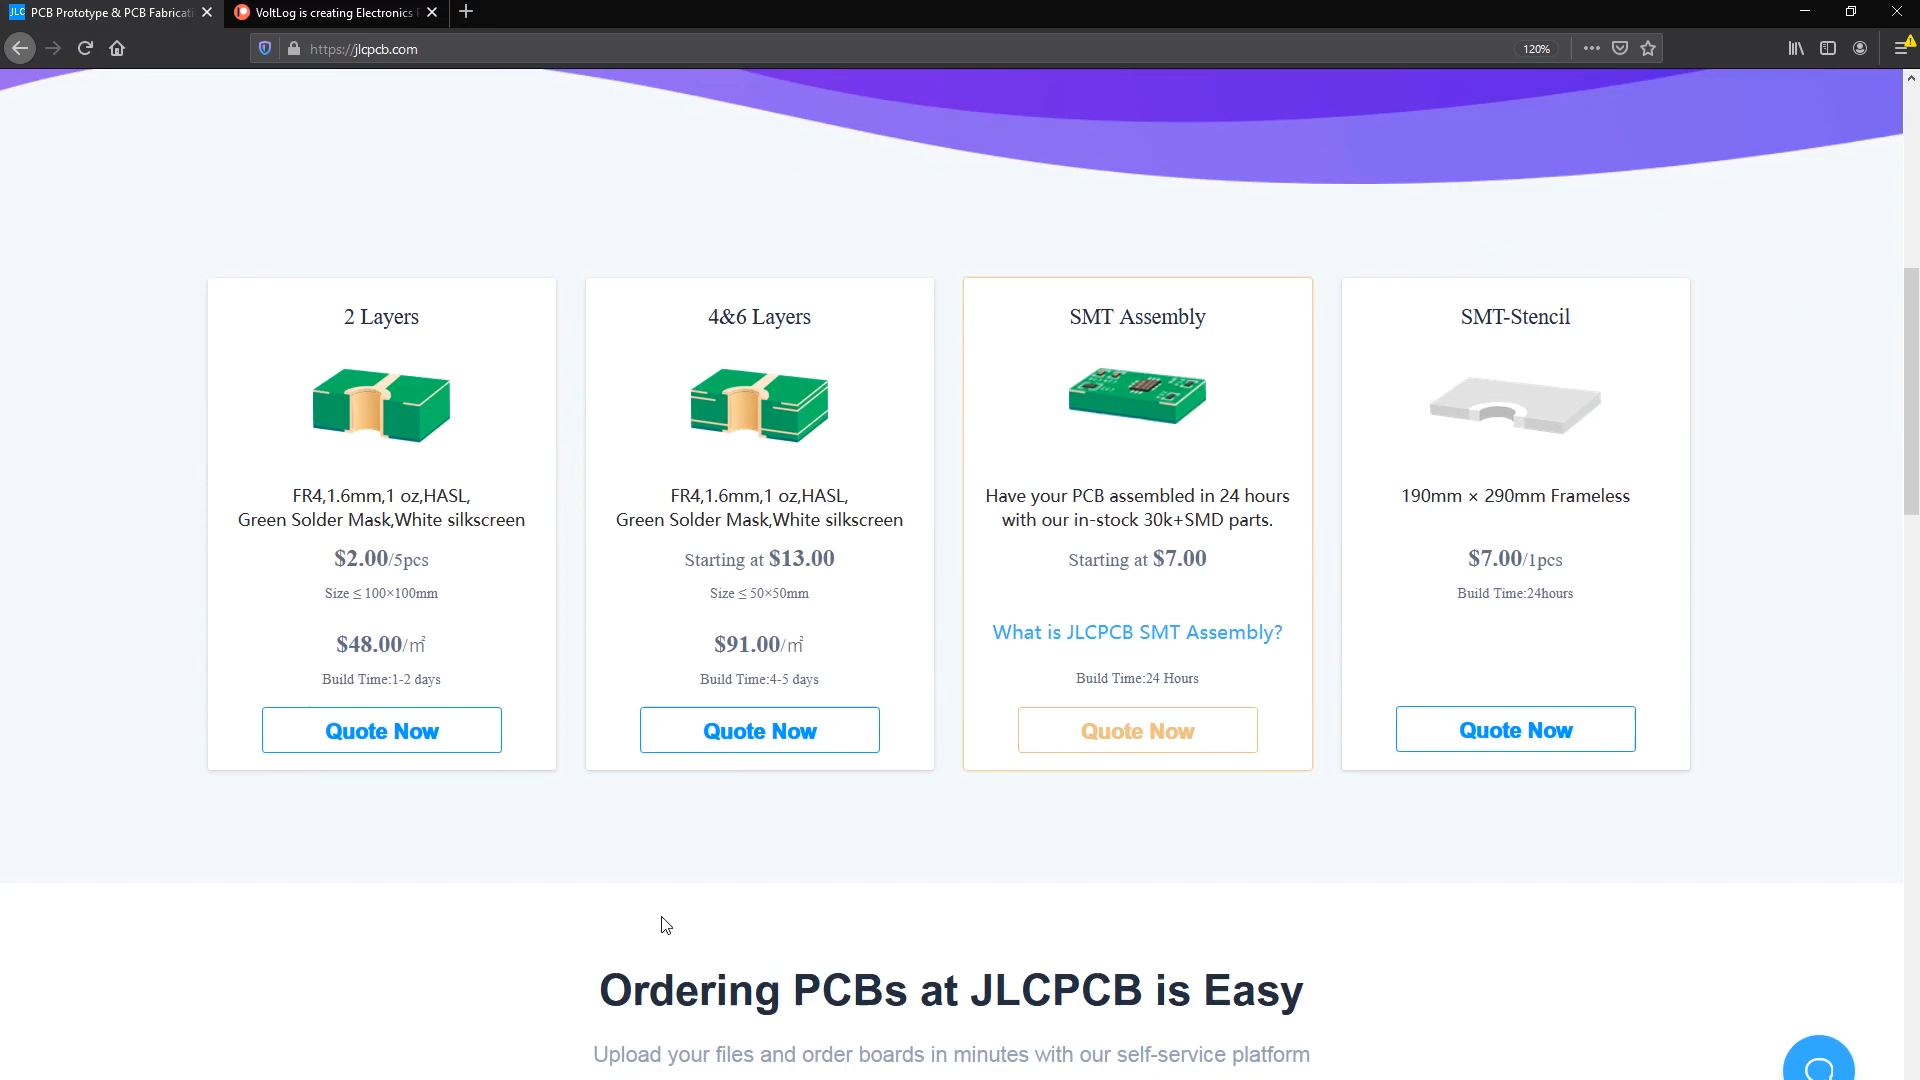 JLC PCB Prototype & PCB Fabricati
VoltLog is creating Electronics
https://jlcpcb.com
120%
2 Layers
FR4,1.6mm,1 oz,HASL,
Green Solder Mask,White silkscreen
$2.00/5pcs
Size ≤ 100×100mm
$48.00/㎡
Build Time:1-2 days
Quote Now
4&6 Layers
FR4,1.6mm,1 oz,HASL,
Green Solder Mask,White silkscreen
Starting at $13.00
Size ≤ 50×50mm
$91.00/㎡
Build Time:4-5 days
Quote Now
SMT Assembly
Have your PCB assembled in 24 hours
with our in-stock 30k+SMD parts.
Starting at $7.00
What is JLCPCB SMT Assembly?
Build Time:24 Hours
Quote Now
SMT-Stencil
190mm × 290mm Frameless
$7.00/1pcs
Build Time:24hours
Quote Now
Ordering PCBs at JLCPCB is Easy
Upload your files and order boards in minutes with our self-service platform